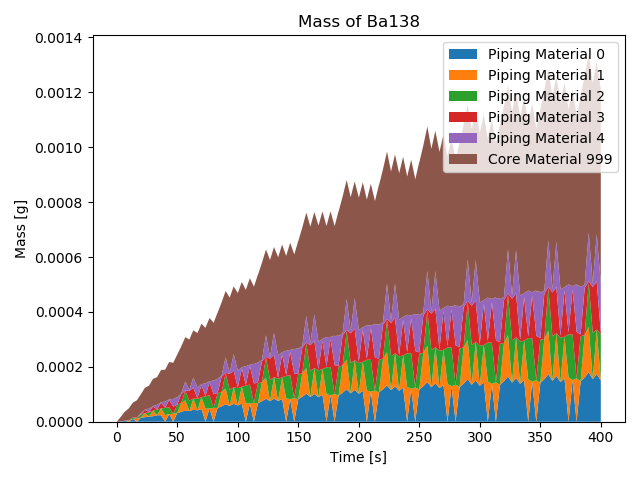 Mass of Ba138
0.0014
0.0012
0.0010
0.0008
0.0006
0.0004
0.0002
0.0000
Mass [g]
Piping Material 0
Piping Material 1
Piping Material 2
Piping Material 3
Piping Material 4
Core Material 999
0 50 100 150 200 250 300 350 400
Time [s]